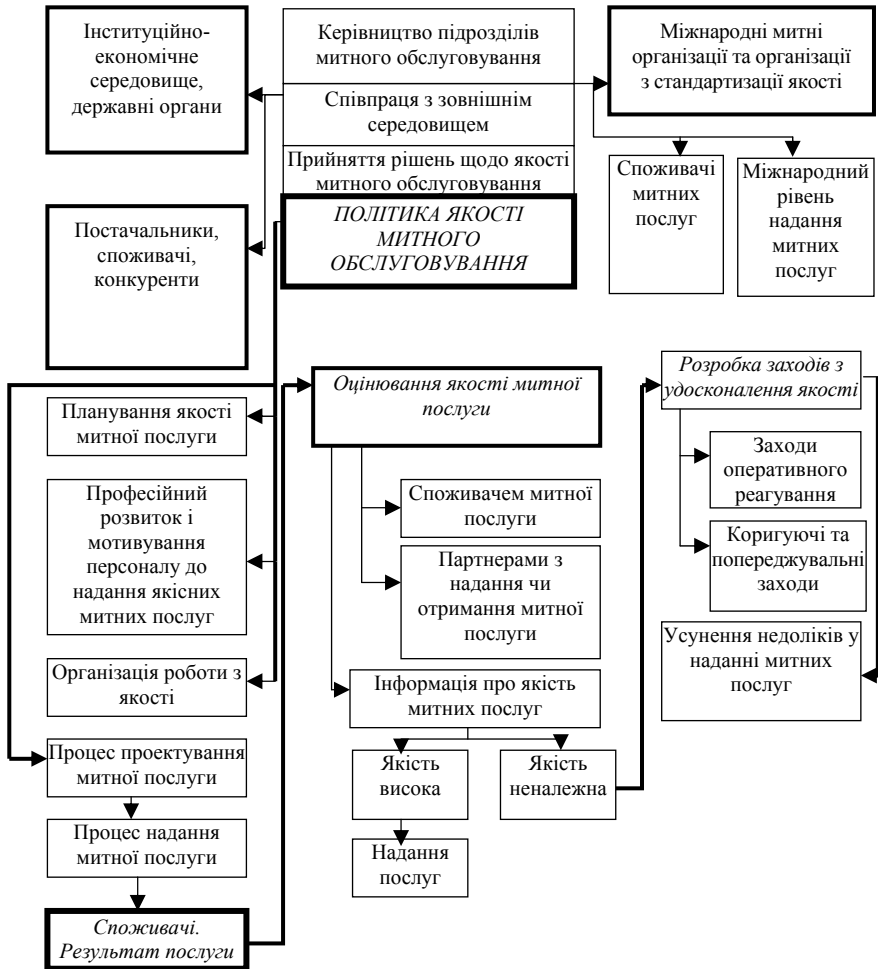 Інституційно-
економічне
середовище,
державні органи
Керівництво підрозділів
митного обслуговування
Співпраця з зовнішнім
середовищем
Прийняття рішень щодо якості
митного обслуговування
ПОЛІТИКА ЯКОСТІ
МИТНОГО
ОБСЛУГОВУВАННЯ
Міжнародні митні
організації та організації
з стандартизації якості
Споживачі
митних
послуг
Міжнародний
рівень
надання
митних
послуг
Постачальники,
споживачі,
конкуренти
Планування якості
митної послуги
Професійний
розвиток і
мотивування
персоналу до
надання якісних
митних послуг
Організація роботи з
якості
Процес проектування
митної послуги
Процес надання
митної послуги
Споживачі.
Результат послуги
Оцінювання якості митної
послуги
Споживачем митної
послуги
Партнерами з
надання чи
отримання митної
послуги
Інформація про якість
митних послуг
Якість
висока
Якість
неналежна
Надання
послуг
Розробка заходів з
удосконалення якості
Заходи
оперативного
реагування
Коригуючі та
попереджувальні
заходи
Усунення недоліків у
наданні митних
послуг